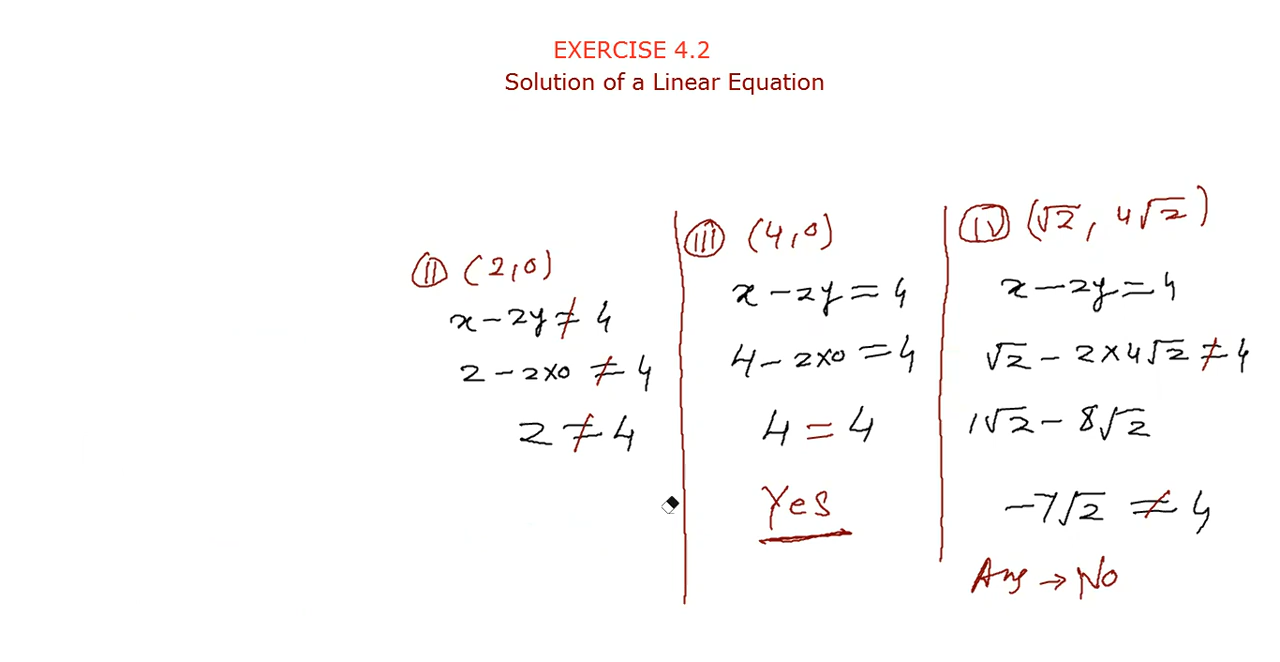 EXERCISE 4.2
Solution of a Linear Equation
(ii) (2,0)
x - 2y ≠ 4
2 - 2×0 ≠ 4
2 ≠ 4
(iii) (4,0)
x - 2y = 4
4 - 2×0 = 4
4 = 4
Yes
(iv) (√2, 4√2)
x - 2y = 4
√2 - 2×4√2 ≠ 4
1√2 - 8√2
-7√2 ≠ 4
Ans → No